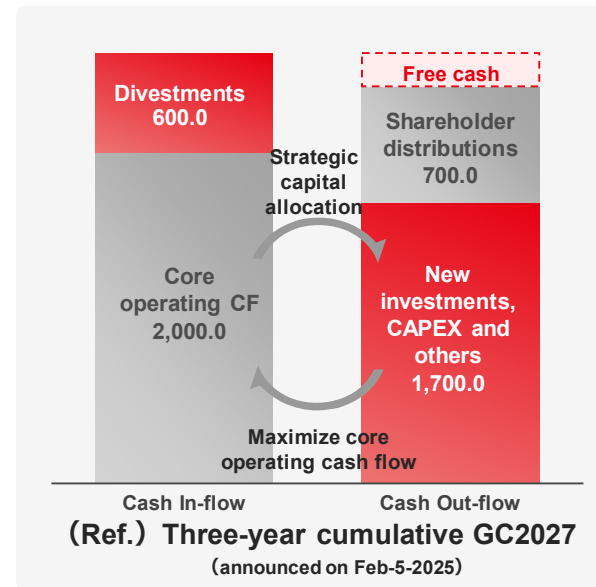 Divestments
600.0
Core
operating CF
2,000.0
Strategic
capital
allocation
Maximize core
operating cash flow
Free cash
Shareholder
distributions
700.0
New
investments,
CAPEX and
others
1,700.0
Cash In-flow
Cash Out-flow
（Ref.）Three-year cumulative GC2027
(announced on Feb-5-2025)